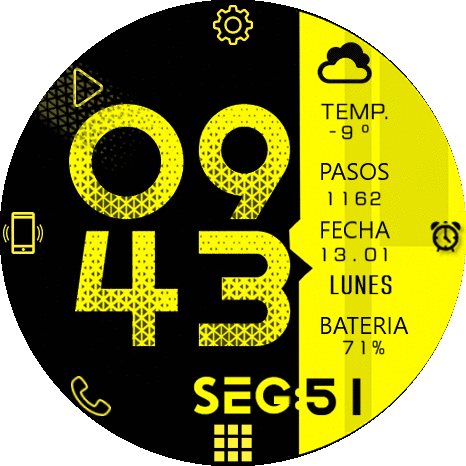 09
43
TEMP.
-9 º
PASOS
1162
FECHA
13.01
LUNES
BATERIA
71%
SEG:51